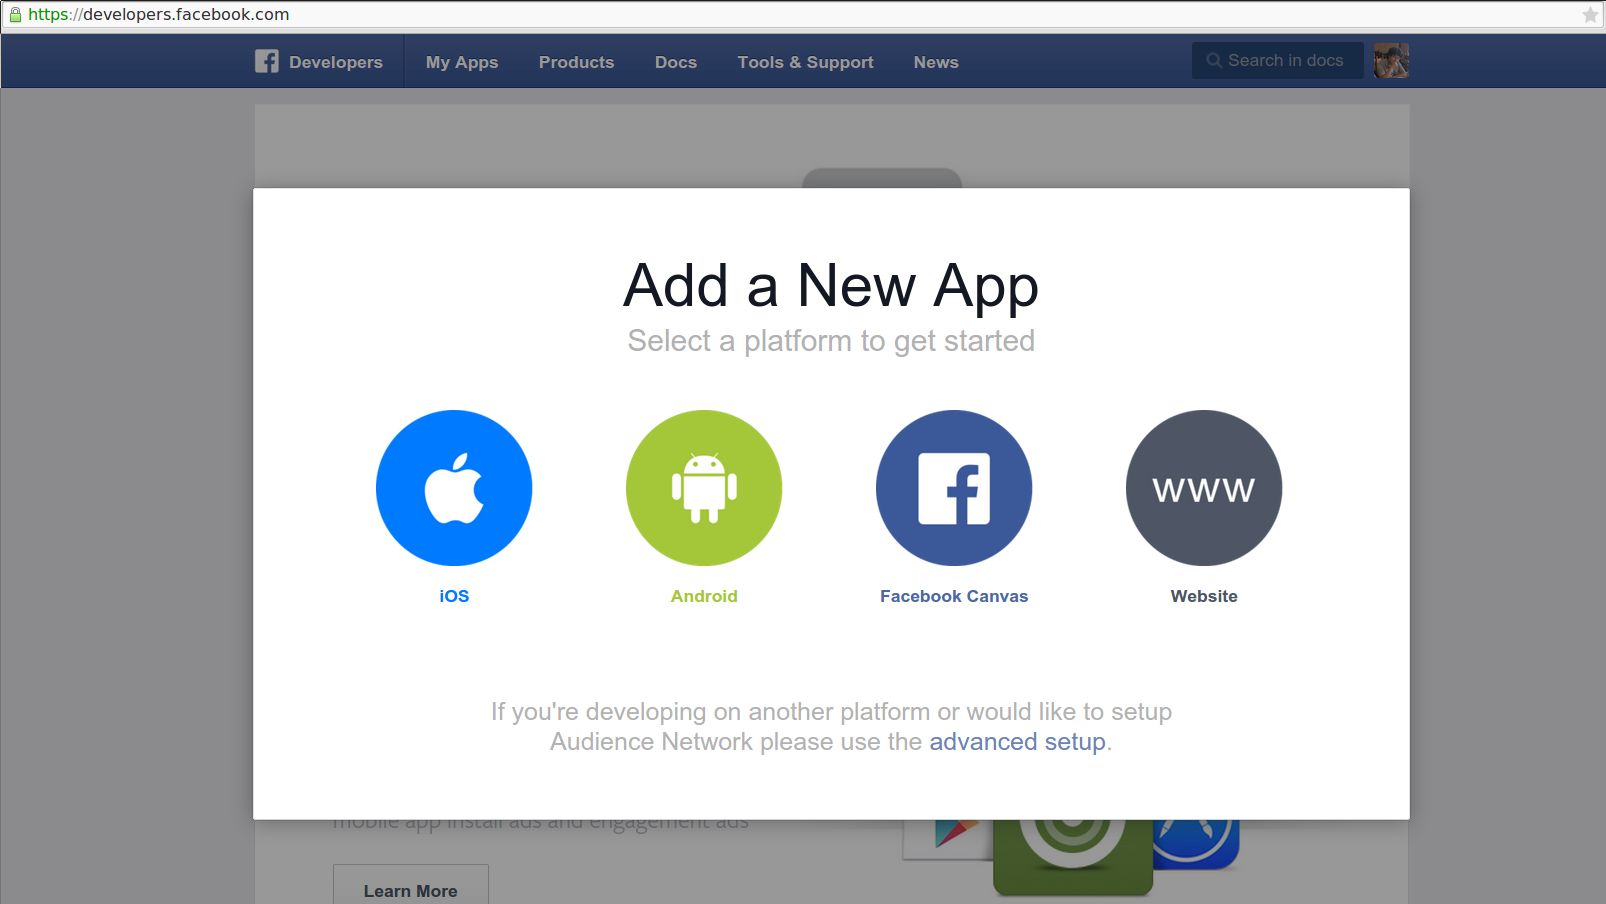 https://developers.facebook.com
Developers My Apps Products Docs Tools & Support News Search in docs
Add a New App
Select a platform to get started
www
iOS Android Facebook Canvas Website
If you're developing on another platform or would like to setup
Audience Network please use the advanced setup.
mobile app install ads and engagement ads
Learn More